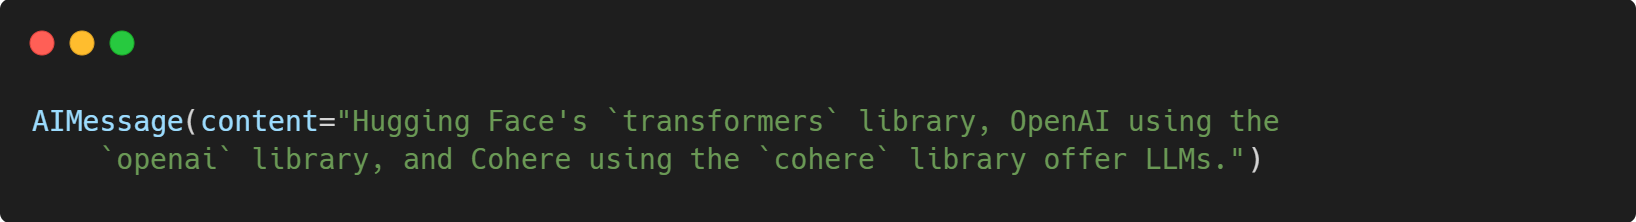 AIMessage(content="Hugging Face's `transformers` library, OpenAI using the
    `openai` library, and Cohere using the `cohere` library offer LLMs.")